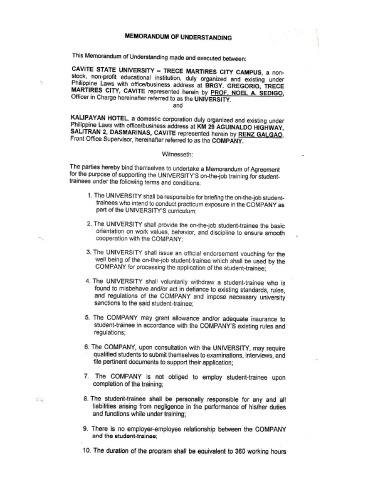 MEMORANDUM OF UNDERSTANDING
This Memorandum of Understanding made and executed between:
CAVITE STATE UNIVERSITY – TRECE MARTIRES CITY CAMPUS, a non-
stock, non-profit educational institution, duly organized and existing under
Philippine Laws with office/business address at BRGY. GREGORIO, TRECE
MARTIRES CITY, CAVITE represented herein by PROF. NOEL A. SEDIGO,
Officer in Charge hereinafter referred to as the UNIVERSITY.
and
KALIPAYAN HOTEL, a domestic corporation duly organized and existing under
Philippine Laws with office/business address at KM 29 AGUINALDO HIGHWAY,
SALITRAN 2, DASMARINAS, CAVITE represented herein by RENZ GALGAO,
Front Office Supervisor, hereinafter referred to as the COMPANY.
Witnesseth:
The parties hereby bind themselves to undertake a Memorandum of Agreement
for the purpose of supporting the UNIVERSITY'S on-the-job training for student-
trainees under the following terms and conditions:
1. The UNIVERSITY shall be responsible for briefing the on-the-job student-
trainees who intend to conduct practicum exposure in the COMPANY as
part of the UNIVERSITY'S curriculum;
2. The UNIVERSITY shall provide the on-the-job student-trainee the basic
orientation on work values, behavior, and discipline to ensure smooth
cooperation with the COMPANY;
3. The UNIVERSITY shall issue an official endorsement vouching for the
well being of the on-the-job student-trainee which shall be used by the
COMPANY for processing the application of the student-trainee;
4. The UNIVERSITY shall voluntarily withdraw a student-trainee who is
found to misbehave and/or act in defiance to existing standards, rules,
and regulations of the COMPANY and impose necessary university
sanctions to the said student-trainee;
5. The COMPANY may grant allowance and/or adequate insurance to
student-trainee in accordance with the COMPANY'S existing rules and
regulations;
6. The COMPANY, upon consultation with the UNIVERSITY, may require
qualified students to submit themselves to examinations, interviews, and
file pertinent documents to support their application;
7. The COMPANY is not obliged to employ student-trainee upon
completion of the training;
8. The student-trainee shall be personally responsible for any and all
liabilities arising from negligence in the performance of his/her duties
and functions while under training;
9. There is no employer-employee relationship between the COMPANY
and the student-trainee;
10. The duration of the program shall be equivalent to 360 working hours